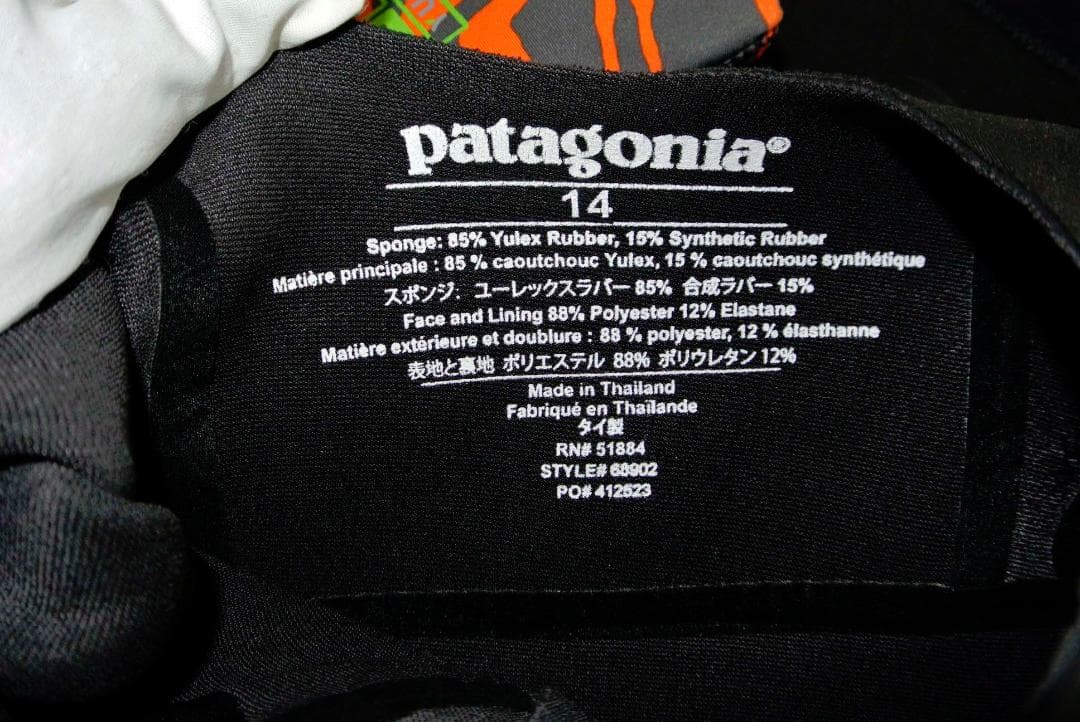 YU
patagonia®
14
Sponge: 85% Yulex Rubber, 15% Synthetic Rubber
Matière principale : 85 % caoutchouc Yulex, 15 % caoutchouc synthétique
スポンジ: ユーレックスラバー 85% 合成ラバー 15%
Face and Lining 88% Polyester 12% Elastane
Matière extérieure et doublure : 88 % polyester, 12 % élasthanne
表地と裏地 ポリエステル 88% ポリウレタン 12%
Made in Thailand
Fabriqué en Thaïlande
タイ製
RN# 51884
STYLE# 68902
PO# 412523